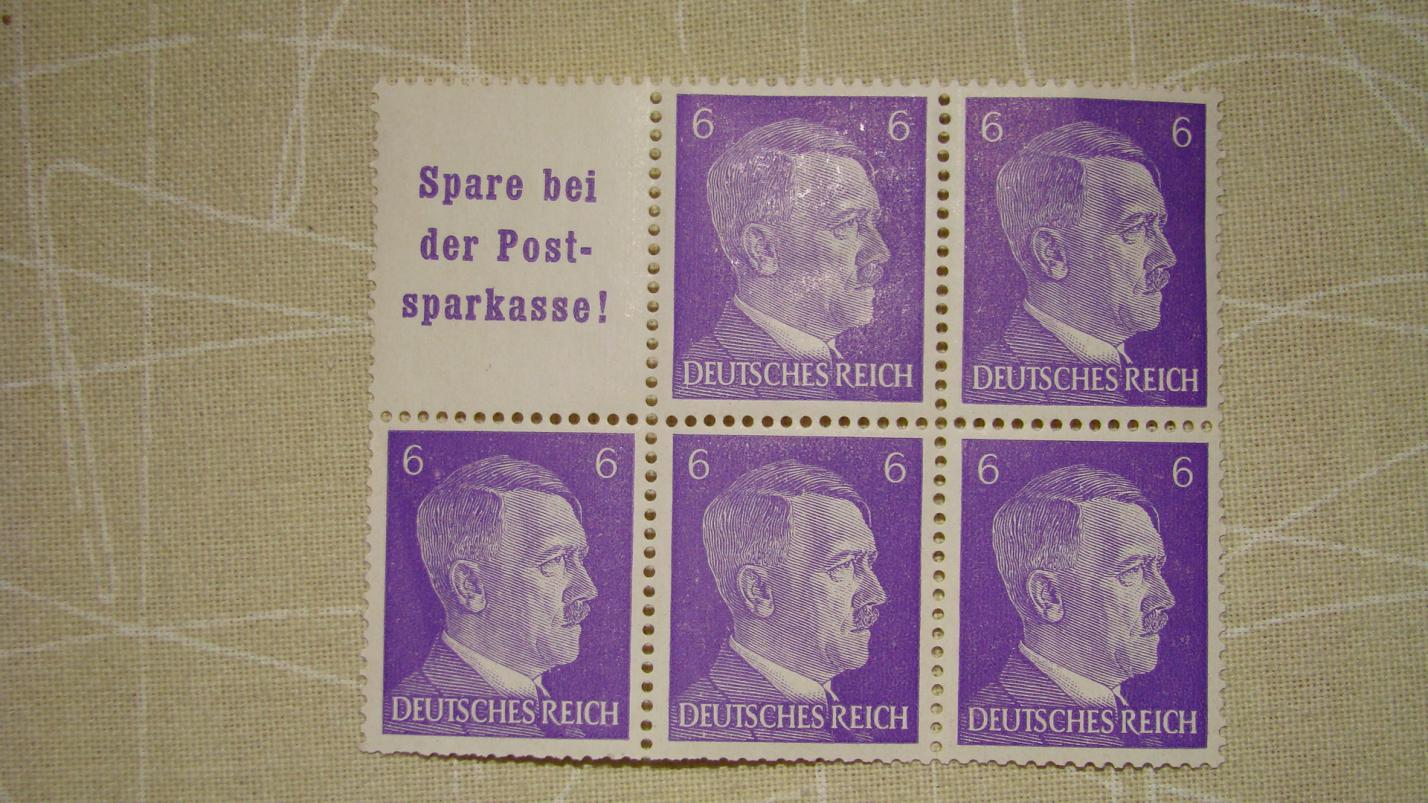 Spare bei
der Post-
sparkasse!
6 6
DEUTSCHES REICH
6 6
DEUTSCHES REICH
6 6
DEUTSCHES REICH
6 6
DEUTSCHES REICH
6 6
DEUTSCHES REICH